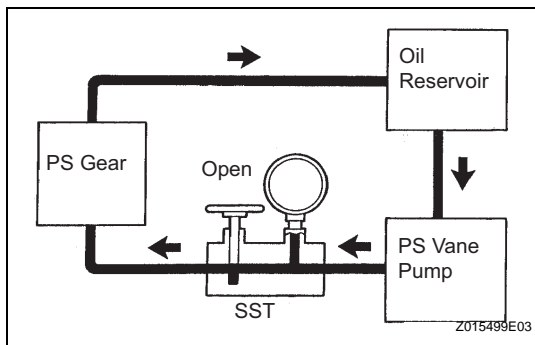 Oil
Reservoir
PS Gear
Open
PS Vane
Pump
SST
Z015499E03